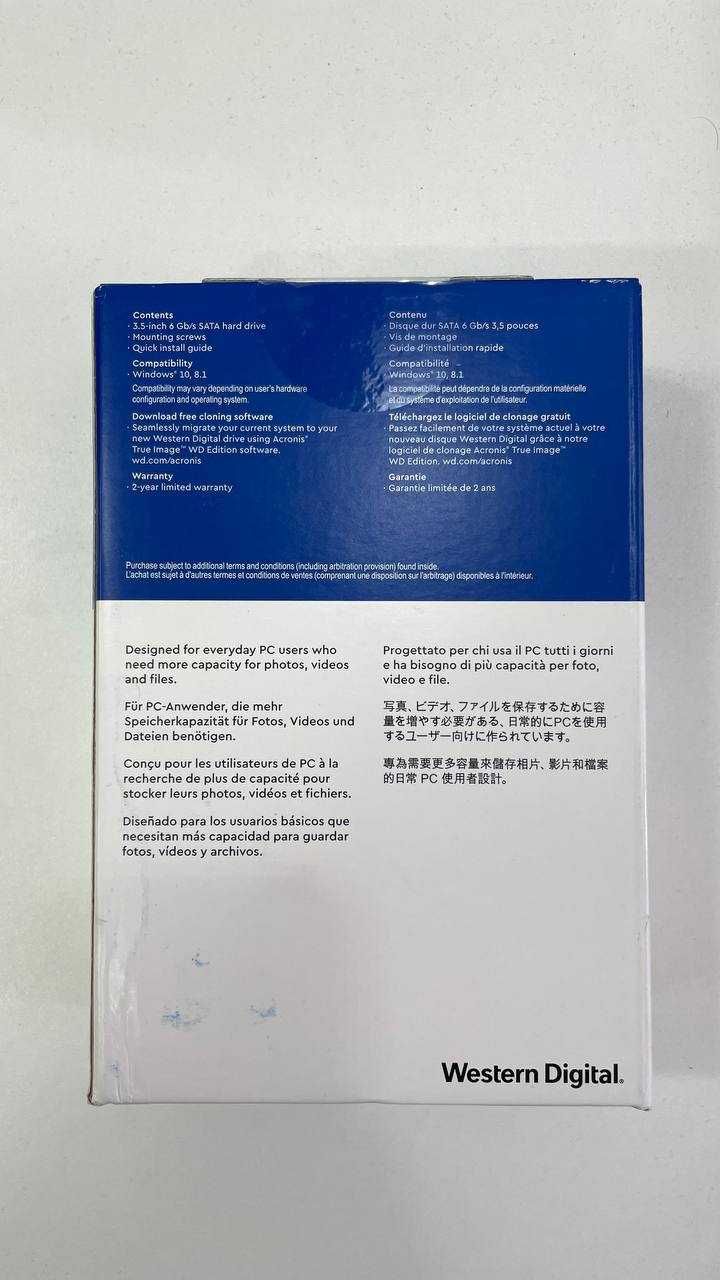 Contents
· 3.5-inch 6 Gb/s SATA hard drive
· Mounting screws
· Quick install guide
Compatibility
· Windows® 10, 8.1
Compatibility may vary depending on user's hardware
configuration and operating system.
Download free cloning software
· Seamlessly migrate your current system to your
new Western Digital drive using Acronis®
True Image™ WD Edition software.
wd.com/acronis
Warranty
· 2-year limited warranty
Contenu
· Disque dur SATA 6 Gb/s 3,5 pouces
· Vis de montage
· Guide d'installation rapide
Compatibilité
· Windows® 10, 8.1
La compatibilité peut dépendre de la configuration matérielle
et du système d'exploitation de l'utilisateur.
Téléchargez le logiciel de clonage gratuit
· Passez facilement de votre système actuel à votre
nouveau disque Western Digital grâce à notre
logiciel de clonage Acronis® True Image™
WD Edition. wd.com/acronis
Garantie
· Garantie limitée de 2 ans
Purchase subject to additional terms and conditions (including arbitration provision) found inside.
L'achat est sujet à d'autres termes et conditions de ventes (comprenant une disposition sur l'arbitrage) disponibles à l'intérieur.
Designed for everyday PC users who
need more capacity for photos, videos
and files.
Für PC-Anwender, die mehr
Speicherkapazität für Fotos, Videos und
Dateien benötigen.
Conçu pour les utilisateurs de PC à la
recherche de plus de capacité pour
stocker leurs photos, vidéos et fichiers.
Diseñado para los usuarios básicos que
necesitan más capacidad para guardar
fotos, vídeos y archivos.
Progettato per chi usa il PC tutti i giorni
e ha bisogno di più capacità per foto,
video e file.
写真、ビデオ、ファイルを保存するために容
量を増やす必要がある、日常的にPCを使用
するユーザー向けに作られています。
專為需要更多容量來儲存相片、影片和檔案
的日常 PC 使用者設計。
Western Digital®